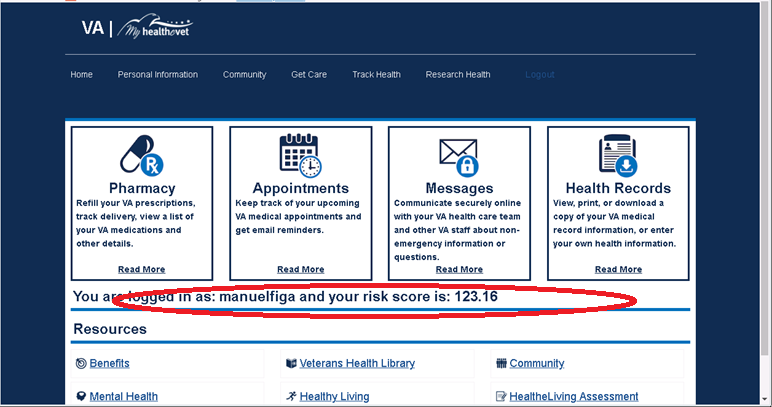 VA | My healthevet
Home Personal Information Community Get Care Track Health Research Health Logout
Pharmacy
Refill your VA prescriptions,
track delivery, view a list of
your VA medications and
other details.
Read More
Appointments
Keep track of your upcoming
VA medical appointments and
get email reminders.
Read More
Messages
Communicate securely online
with your VA health care team
and other VA staff about non-
emergency information or
questions.
Read More
Health Records
View, print, or download a
copy of your VA medical
record information, or enter
your own health information.
Read More
You are logged in as: manuelfiga and your risk score is: 123.16
Resources
Benefits Veterans Health Library Community
Mental Health Healthy Living HealtheLiving Assessment